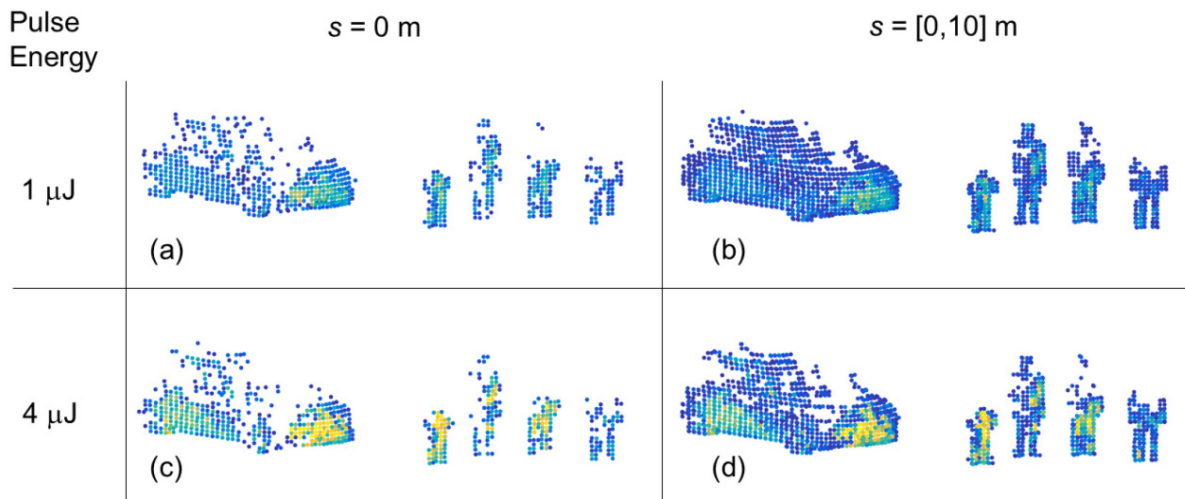 Pulse
Energy
s = 0 m
s = [0,10] m
1 μJ
(a)
(b)
4 μJ
(c)
(d)